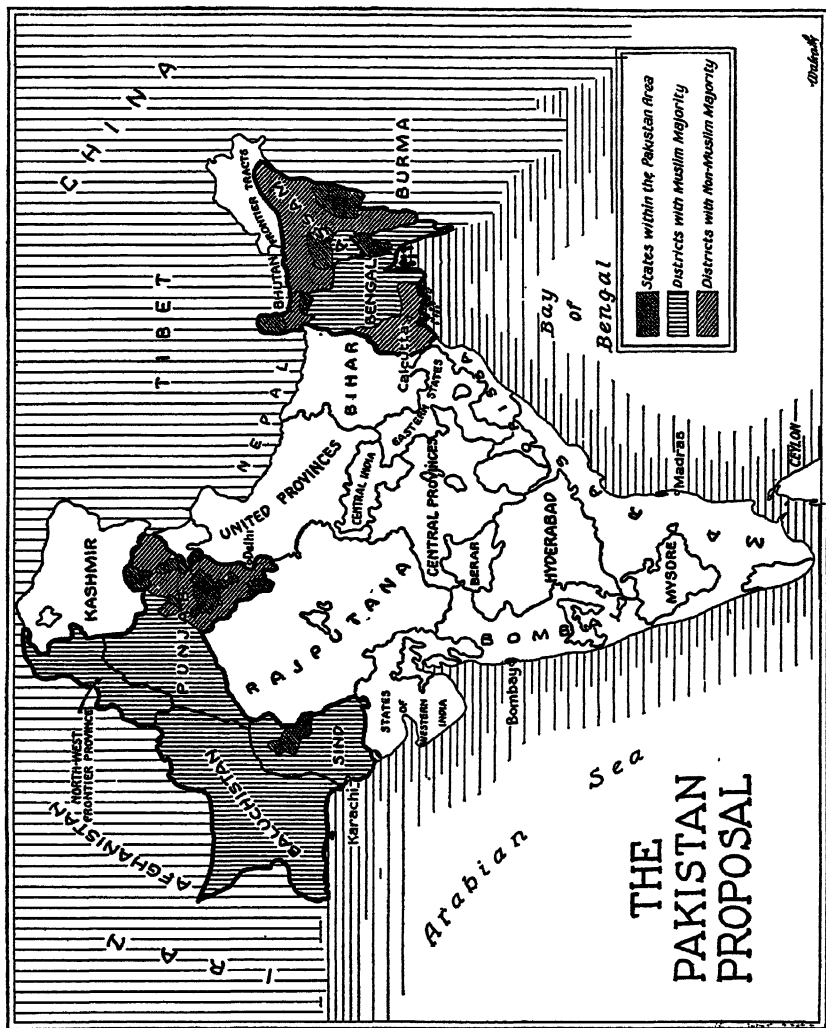 THE
PAKISTAN
PROPOSAL
CHINA
TIBET
NEPAL
BHUTAN
FRONTIER TRACTS
ASSAM
BURMA
BENGAL
Calcutta
BIHAR
UNITED PROVINCES
Delhi
KASHMIR
PUNJAB
NORTH-WEST
FRONTIER PROVINCE
AFGHANISTAN
IRAN
BALUCHISTAN
SIND
Karachi
RAJPUTANA
CENTRAL INDIA
EASTERN
STATES
CENTRAL PROVINCES
BERAR
STATES
OF
WESTERN
INDIA
BOMBAY
Bombay
HYDERABAD
ORISSA
MYSORE
MADRAS
Madras
CEYLON
Arabian Sea
Bay
of
Bengal
States within the Pakistan Area
Districts with Muslim Majority
Districts with Non-Muslim Majority